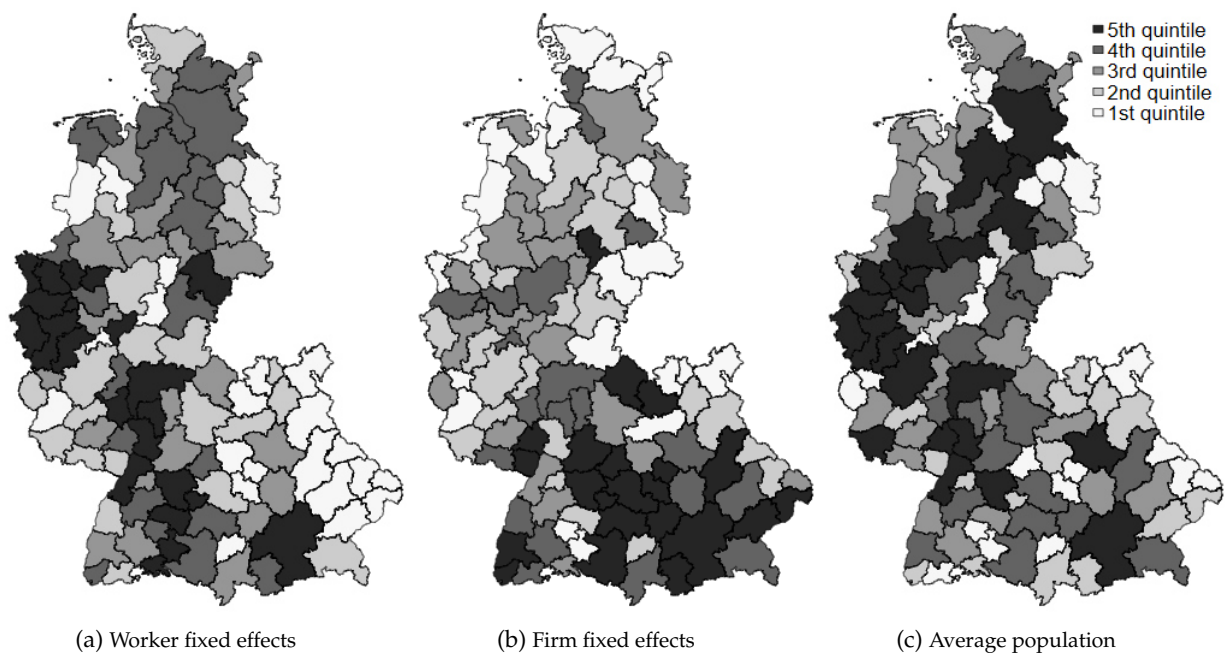 5th quintile
4th quintile
3rd quintile
2nd quintile
1st quintile
(a) Worker fixed effects
(b) Firm fixed effects
(c) Average population